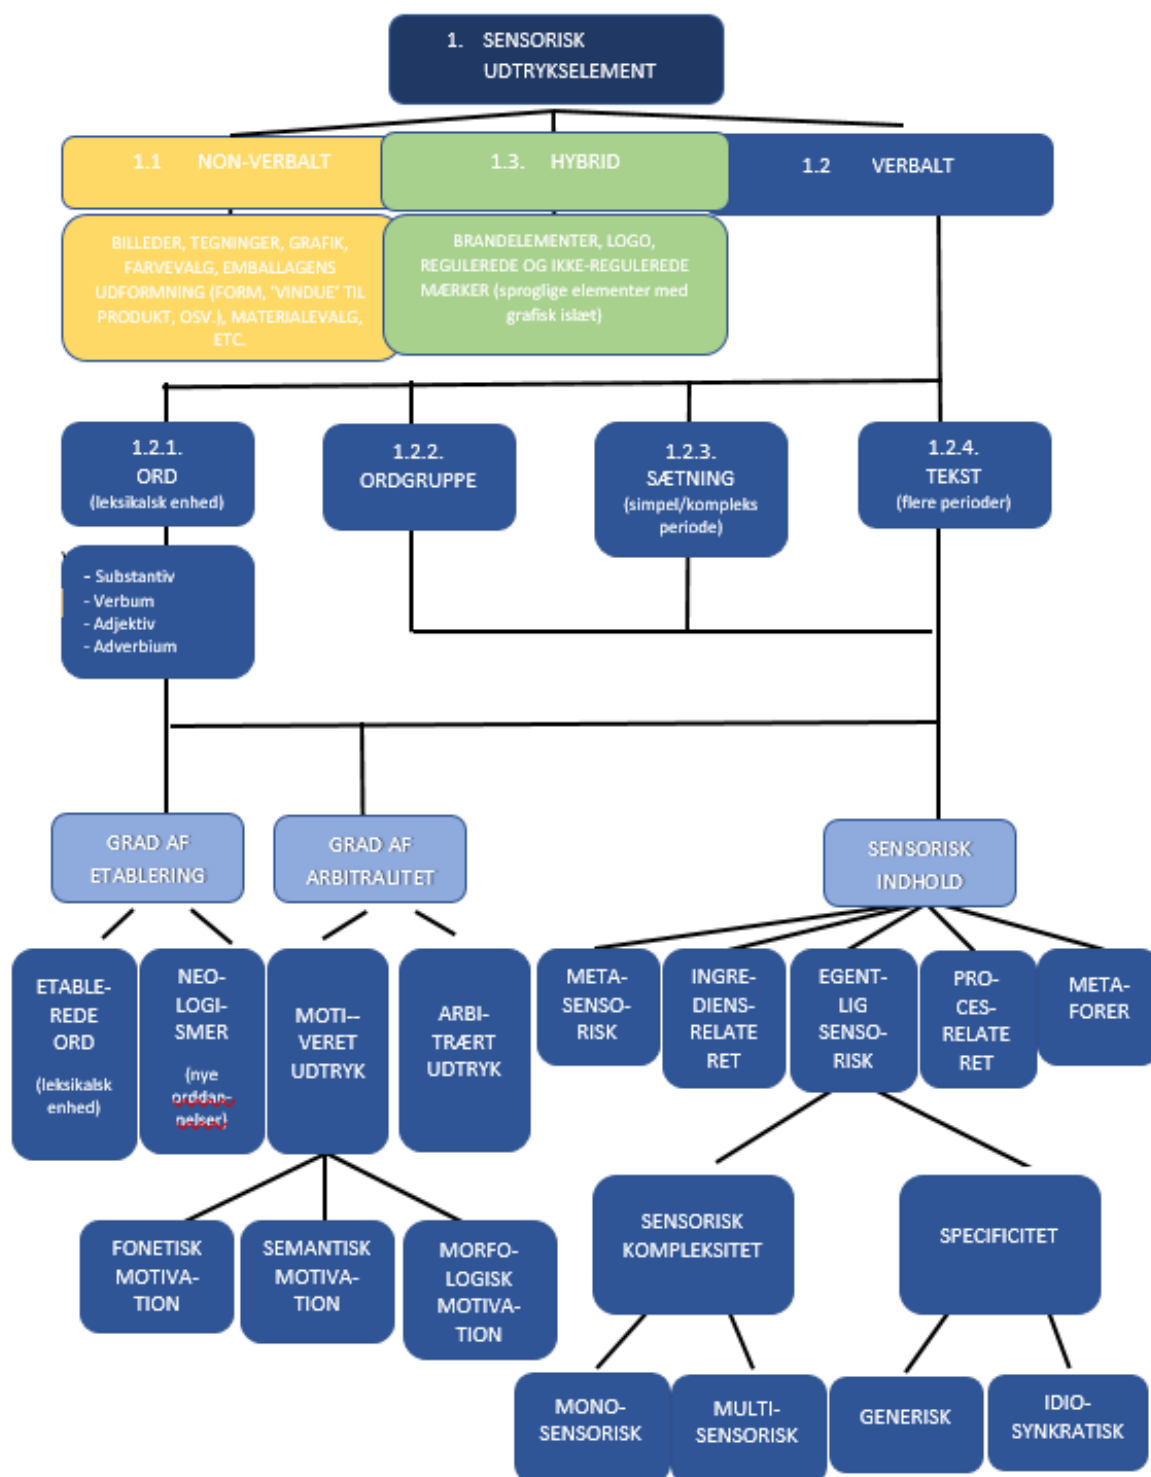 1. SENSORISK
UDTRYKSELEMENT
1.1 NON-VERBALT
1.3. HYBRID
1.2 VERBALT
BILLEDER, TEGNINGER, GRAFIK,
FARVEVALG, EMBALLAGENS
UDFORMNING (FORM, ‘VINDUE’ TIL
PRODUKT, OSV.), MATERIALEVALG,
ETC.
BRANDELEMENTER, LOGO,
REGULEREDE OG IKKE-REGULEREDE
MÆRKER (sproglige elementer med
grafisk islæt)
1.2.1.
ORD
(leksikalsk enhed)
1.2.2.
ORDGRUPPE
1.2.3.
SÆTNING
(simpel/kompleks
periode)
1.2.4.
TEKST
(flere perioder)
- Substantiv
- Verbum
- Adjektiv
- Adverbium
GRAD AF
ETABLERING
GRAD AF
ARBITRALITET
SENSORISK
INDHOLD
ETABLE-
REDE
ORD
(leksikalsk
enhed)
NEO-
LOGI-
SMER
(nye
orddan-
nelser)
MOTI--
VERET
UDTRYK
ARBI-
TRÆRT
UDTRYK
META-
SENSO-
RISK
INGRE-
DIENS-
RELATE
RET
EGENT-
LIG
SENSO-
RISK
PRO-
CES-
RELATE
RET
META-
FORER
FONETISK
MOTIVA-
TION
SEMANTISK
MOTIVA-
TION
MORFO-
LOGISK
MOTIVA-
TION
SENSORISK
KOMPLEKSITET
SPECIFICITET
MONO-
SENSORISK
MULTI-
SENSORISK
GENERISK
IDIO-
SYNKRATISK